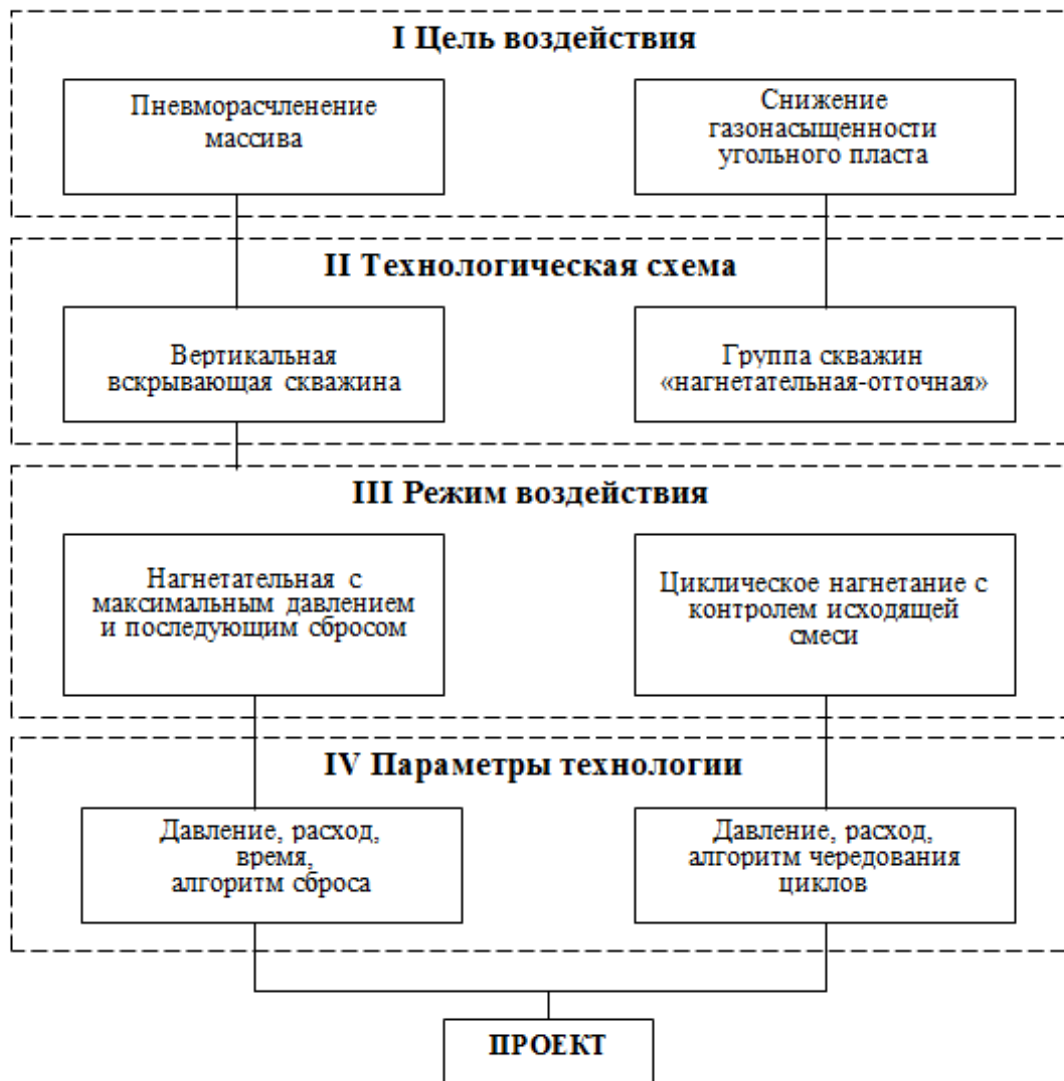 I Цель воздействия
Пневморасчленение
массива
Снижение
газонасыщенности
угольного пласта
II Технологическая схема
Вертикальная
вскрывающая скважина
Группа скважин
«нагнетательная-отточная»
III Режим воздействия
Нагнетательная с
максимальным давлением
и последующим сбросом
Циклическое нагнетание с
контролем исходящей
смеси
IV Параметры технологии
Давление, расход,
время,
алгоритм сброса
Давление, расход,
алгоритм чередования
циклов
ПРОЕКТ